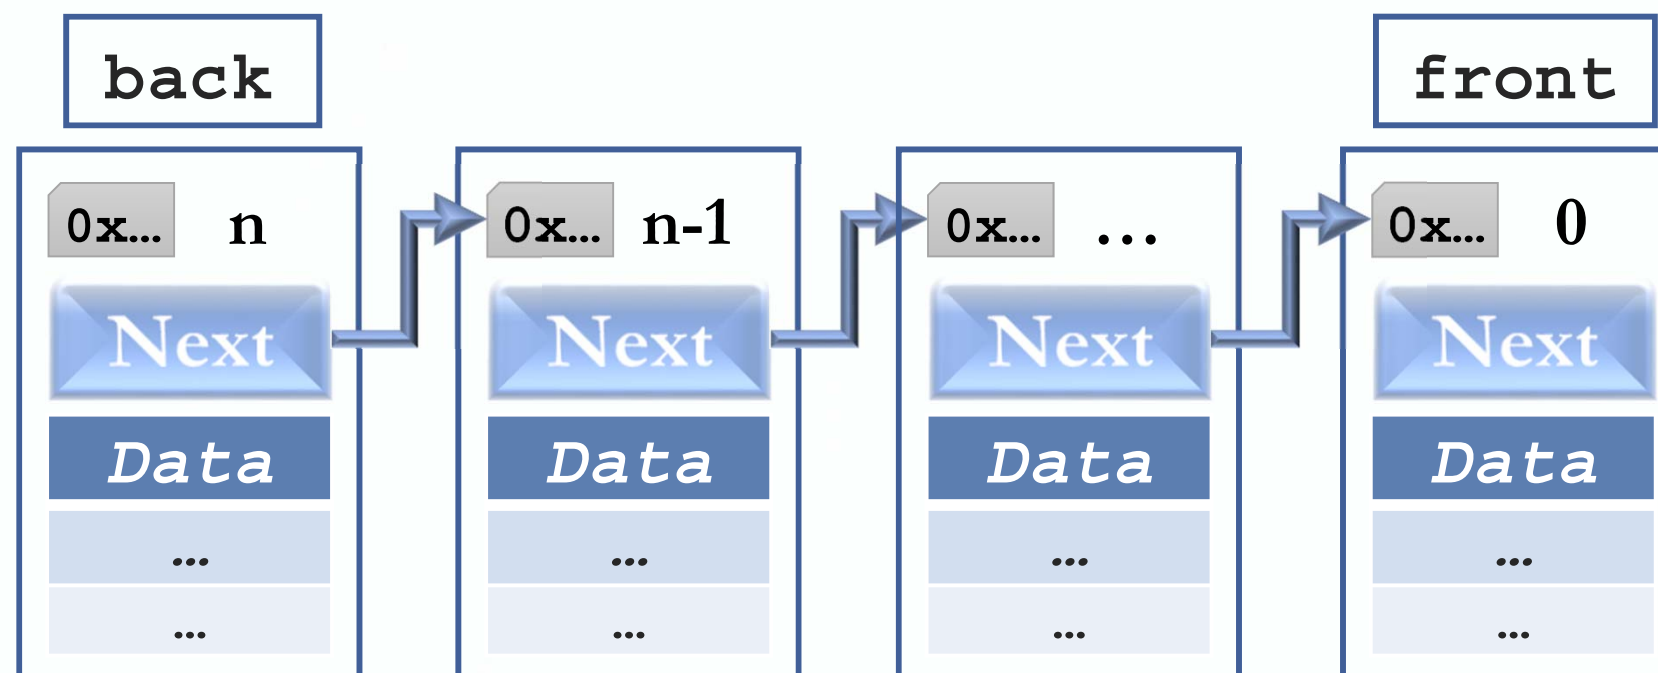 back front
0x... n 0x... n-1 0x... ... 0x... 0
Next Next Next Next
Data Data Data Data
... ... ... ...
... ... ... ...